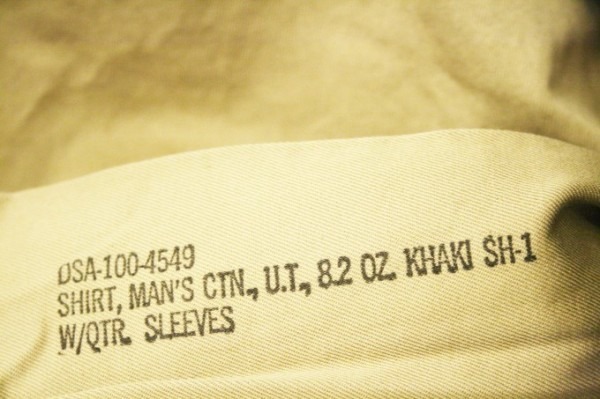 DSA-100-4549
SHIRT, MAN'S CTN., U.T., 8.2 OZ. KHAKI SH-1
W/QTR. SLEEVES